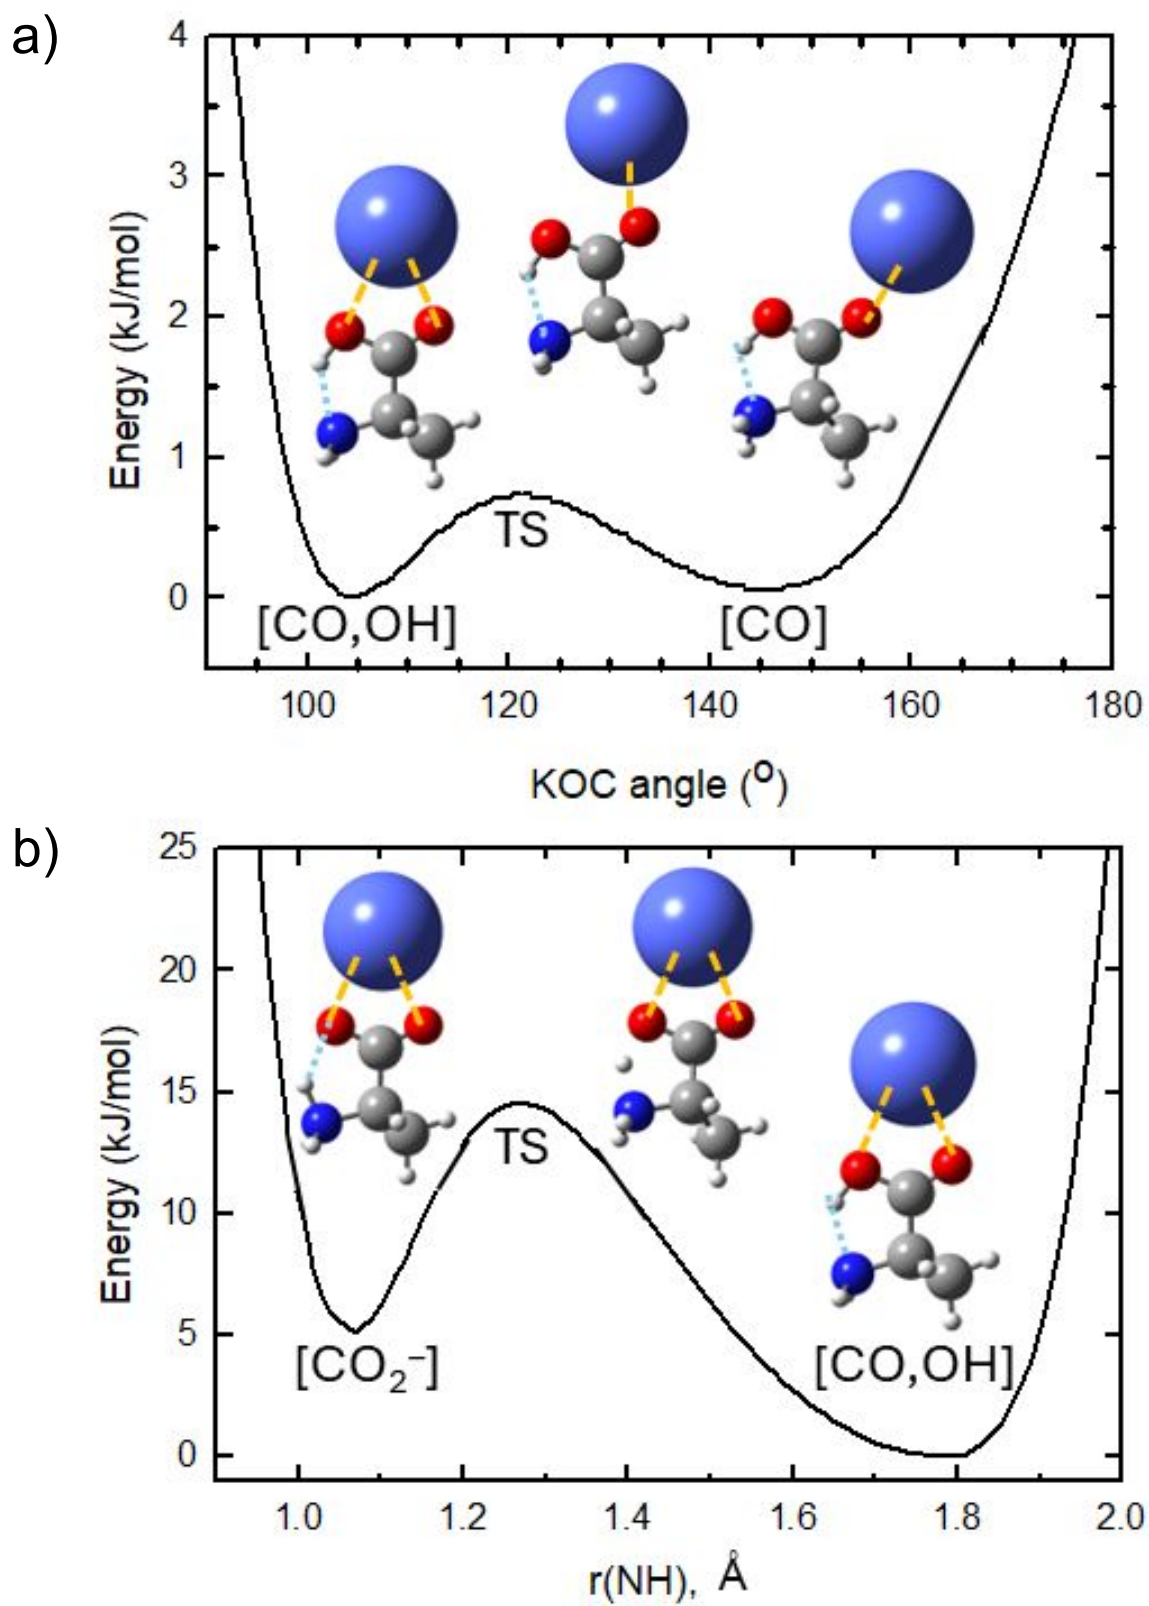 a)
4
3
2
1
0
Energy (kJ/mol)
TS
[CO,OH]
[CO]
100 120 140 160 180
KOC angle (°)
b)
25
20
15
10
5
0
Energy (kJ/mol)
TS
[CO₂⁻]
[CO,OH]
1.0 1.2 1.4 1.6 1.8 2.0
r(NH), Å